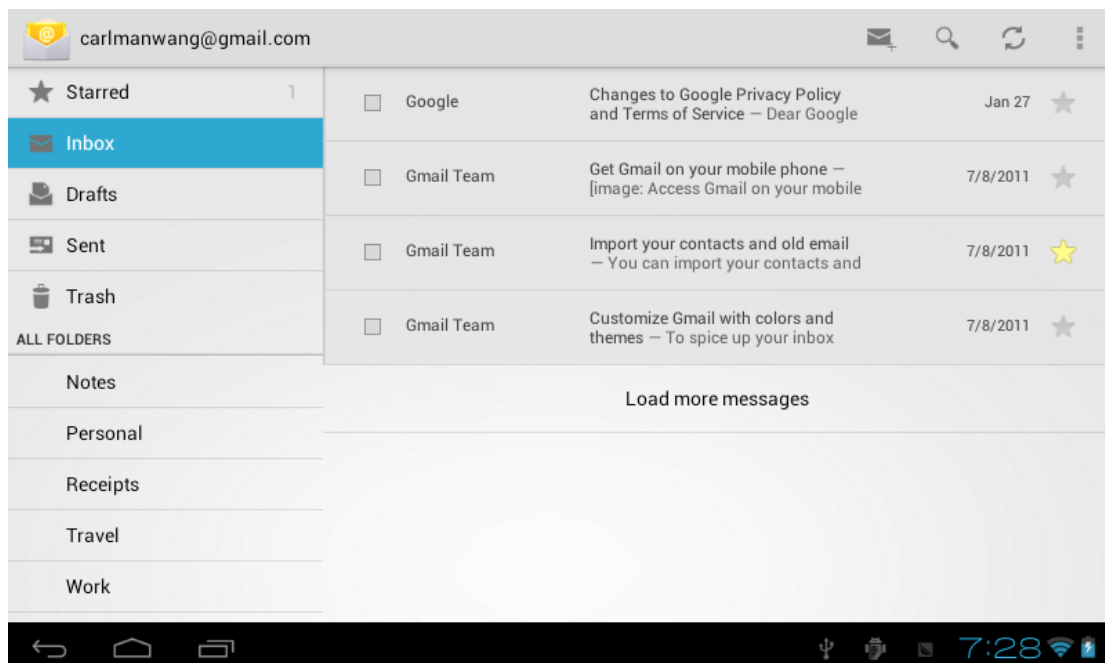 carlmanwang@gmail.com
Starred 1
Inbox
Drafts
Sent
Trash
ALL FOLDERS
Notes
Personal
Receipts
Travel
Work
Google
Changes to Google Privacy Policy
and Terms of Service — Dear Google
Jan 27
Gmail Team
Get Gmail on your mobile phone —
[image: Access Gmail on your mobile
7/8/2011
Gmail Team
Import your contacts and old email
— You can import your contacts and
7/8/2011
Gmail Team
Customize Gmail with colors and
themes — To spice up your inbox
7/8/2011
Load more messages
7:28